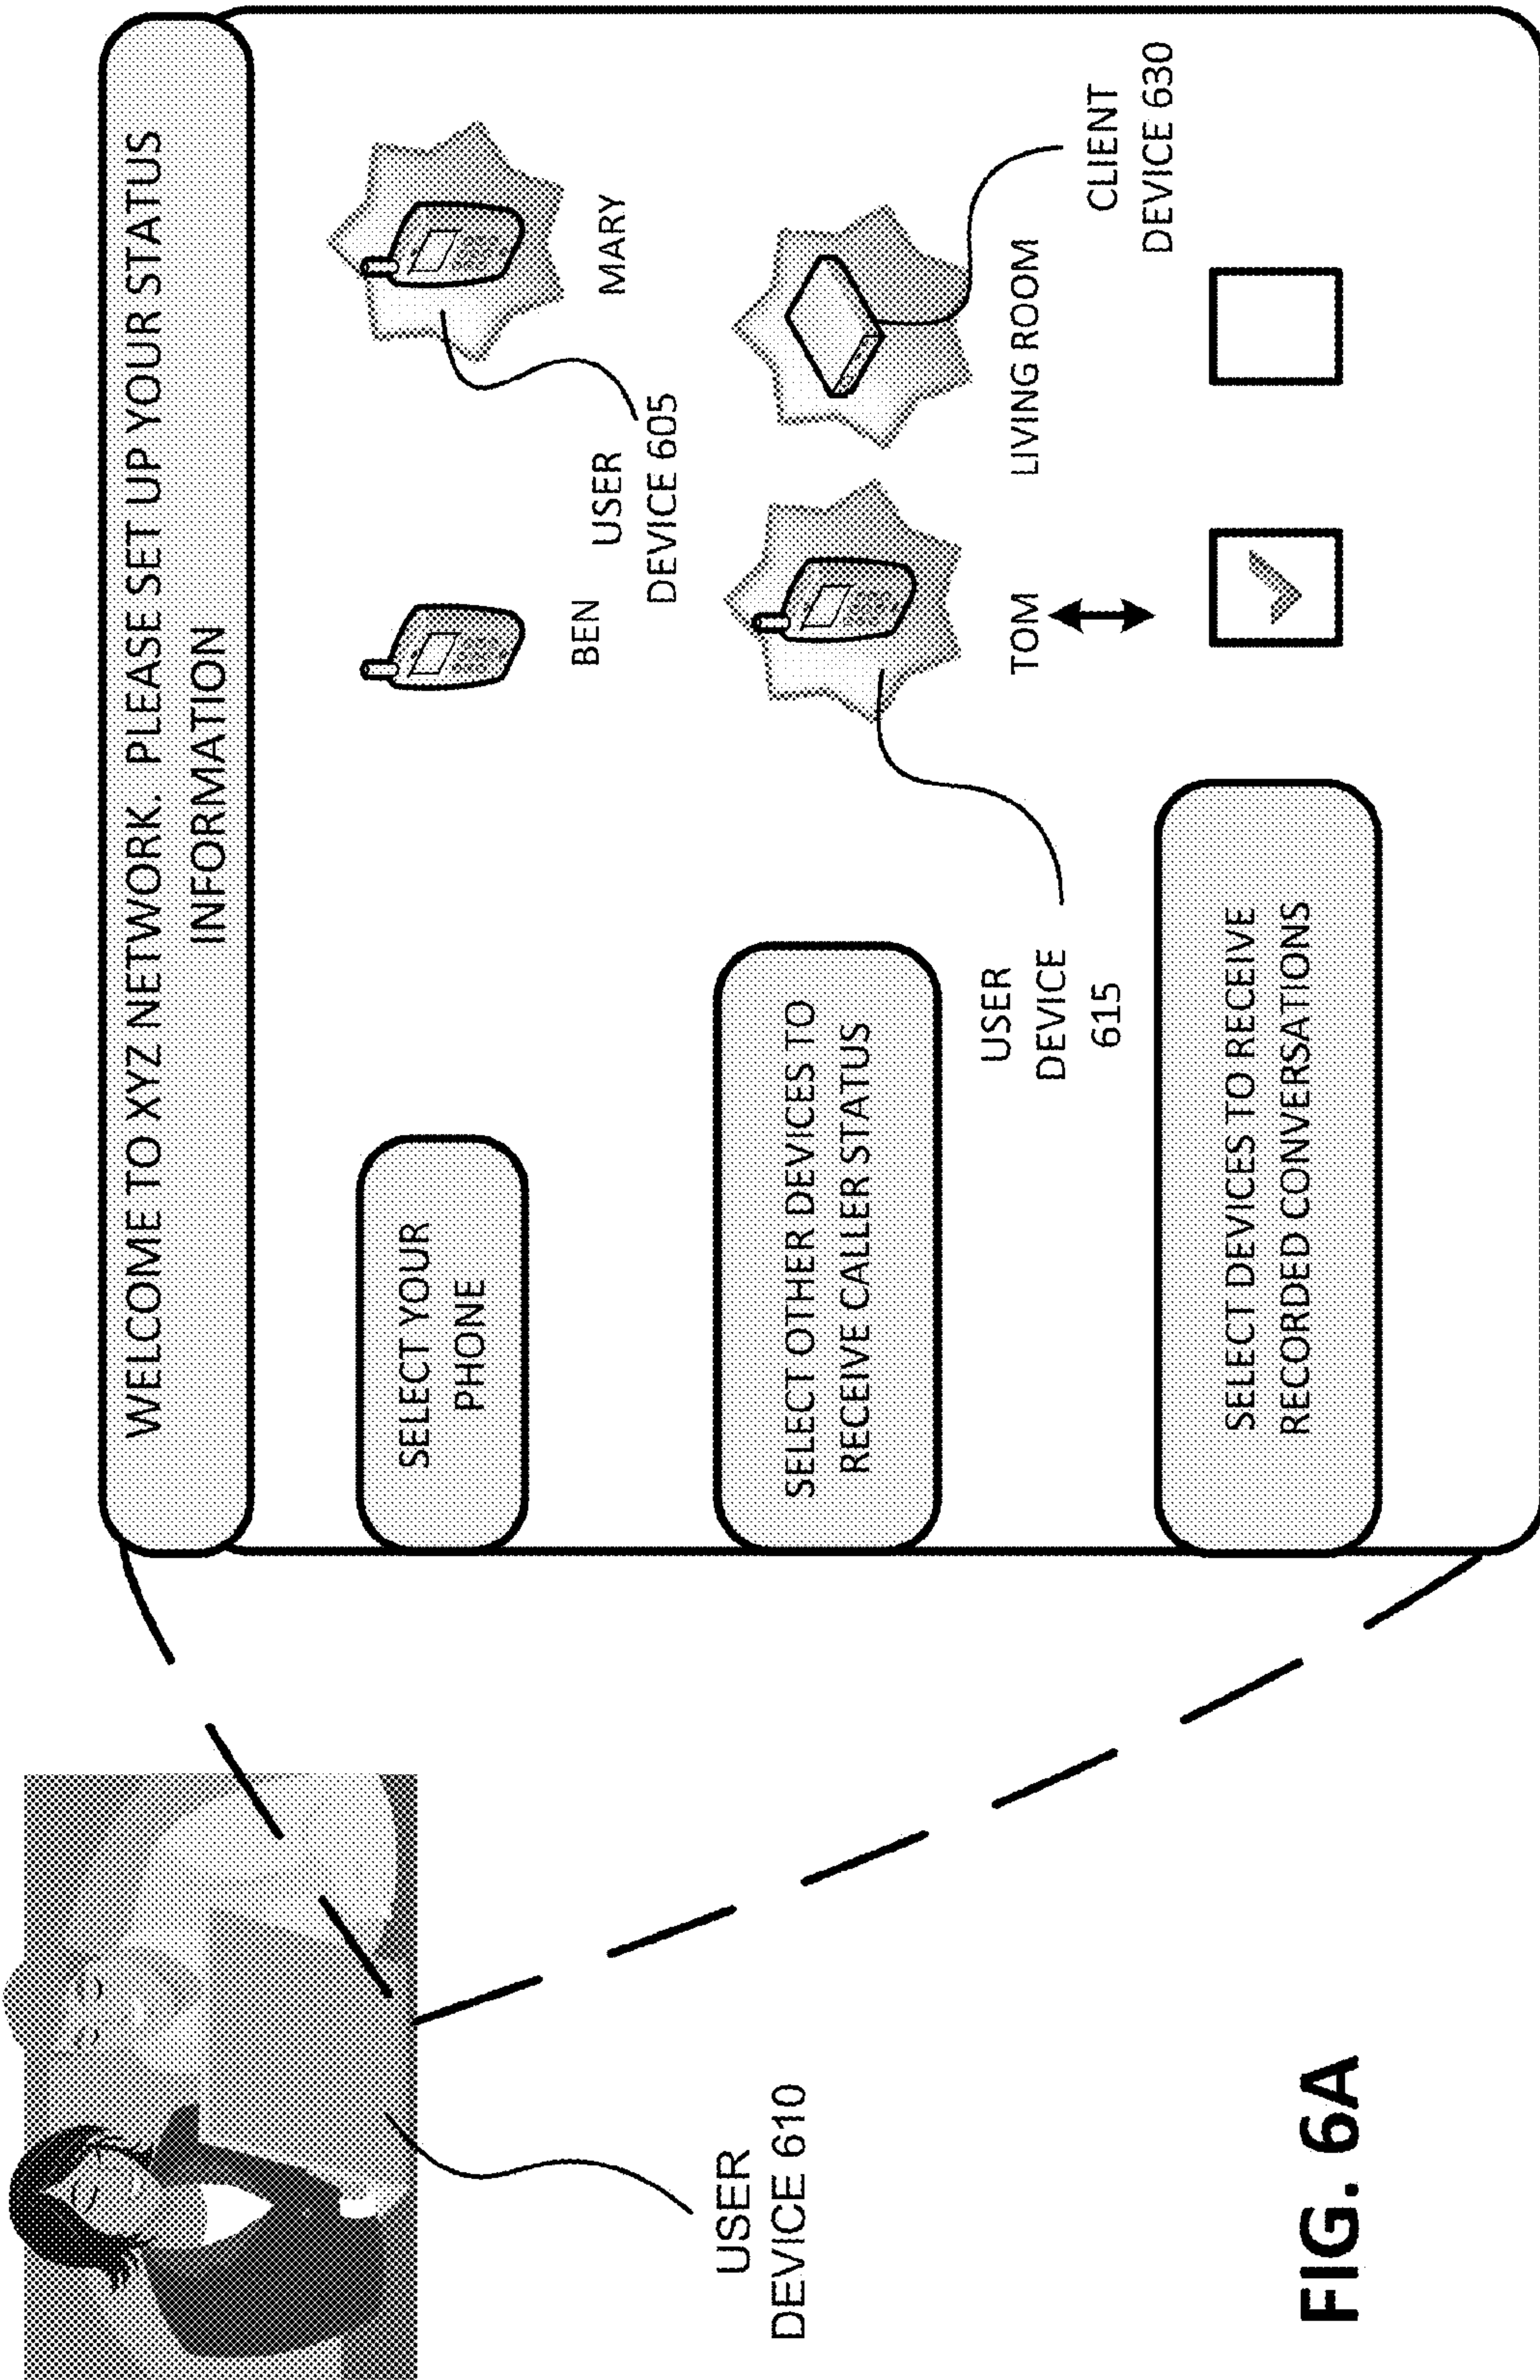 WELCOME TO XYZ NETWORK. PLEASE SET UP YOUR STATUS
INFORMATION
SELECT YOUR
PHONE
BEN
MARY
USER
DEVICE 605
SELECT OTHER DEVICES TO
RECEIVE CALLER STATUS
TOM
LIVING ROOM
USER
DEVICE
615
CLIENT
DEVICE 630
SELECT DEVICES TO RECEIVE
RECORDED CONVERSATIONS
USER
DEVICE 610
FIG. 6A